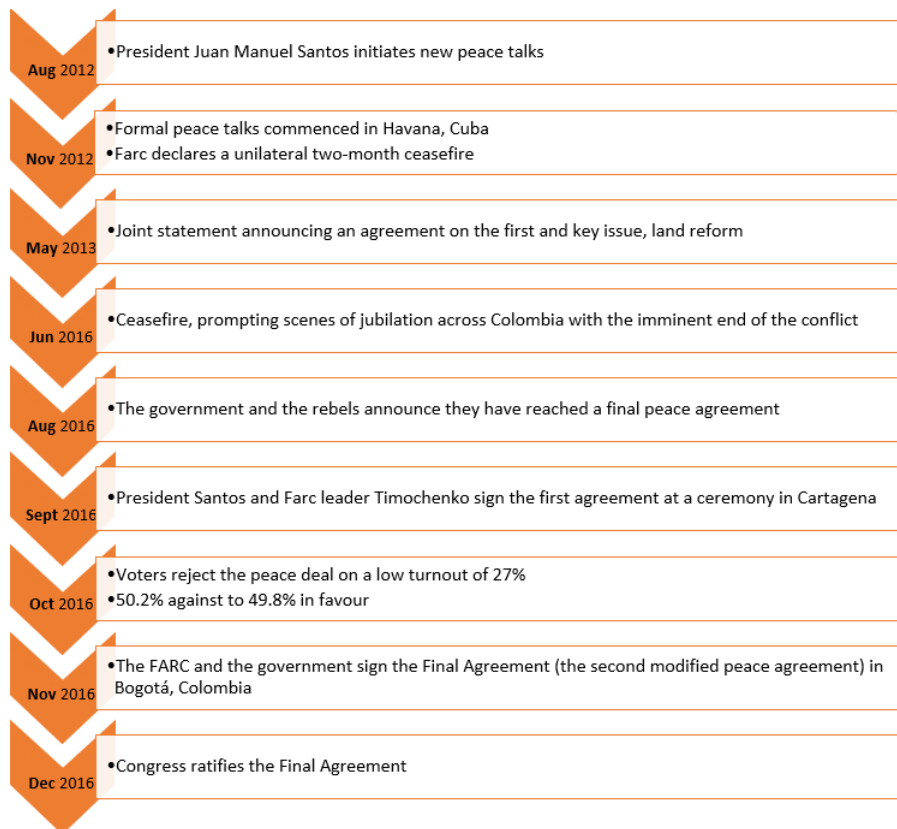 Aug 2012
•President Juan Manuel Santos initiates new peace talks
Nov 2012
•Formal peace talks commenced in Havana, Cuba
•Farc declares a unilateral two-month ceasefire
May 2013
•Joint statement announcing an agreement on the first and key issue, land reform
Jun 2016
•Ceasefire, prompting scenes of jubilation across Colombia with the imminent end of the conflict
Aug 2016
•The government and the rebels announce they have reached a final peace agreement
Sept 2016
•President Santos and Farc leader Timochenko sign the first agreement at a ceremony in Cartagena
Oct 2016
•Voters reject the peace deal on a low turnout of 27%
•50.2% against to 49.8% in favour
Nov 2016
•The FARC and the government sign the Final Agreement (the second modified peace agreement) in
Bogotá, Colombia
Dec 2016
•Congress ratifies the Final Agreement